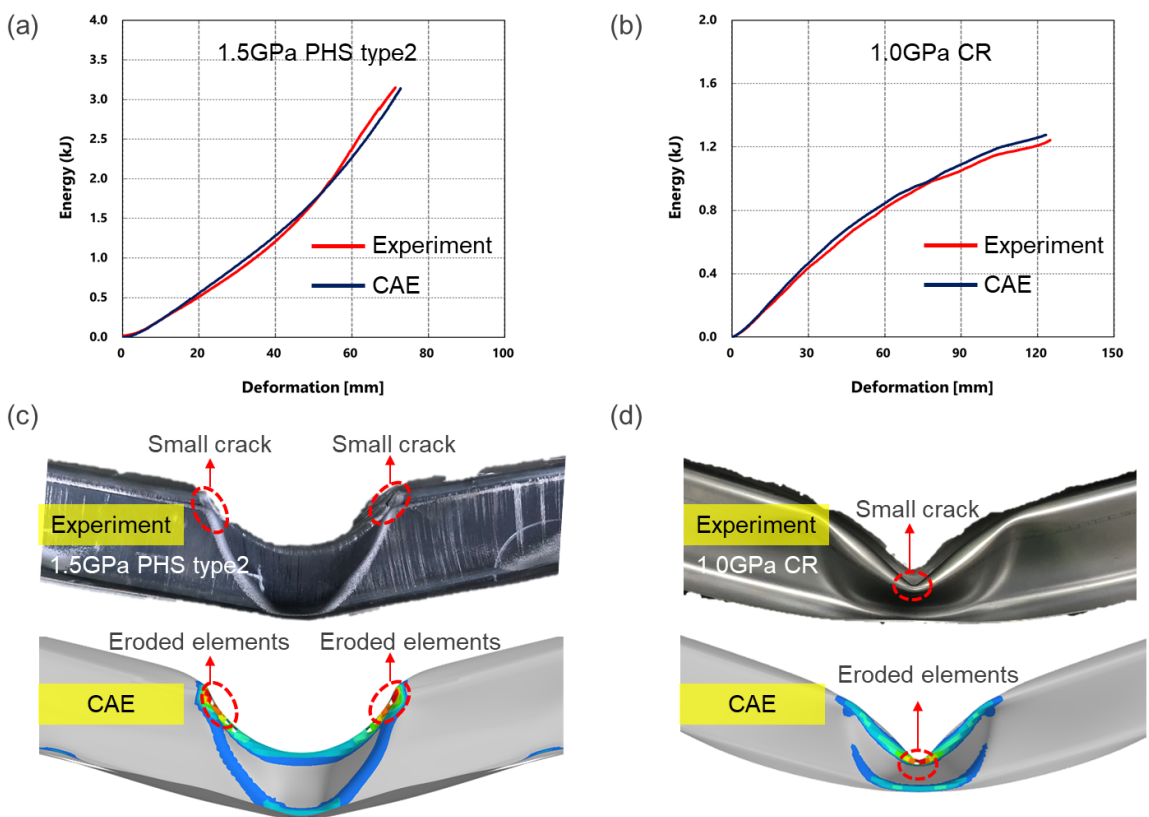 (a)
4.0
3.5
3.0
2.5
2.0
1.5
1.0
0.5
0.0
Energy (kJ)
1.5GPa PHS type2
Experiment
CAE
0
20
40
60
80
100
Deformation [mm]
(b)
2.0
1.6
1.2
0.8
0.4
0.0
Energy (kJ)
1.0GPa CR
Experiment
CAE
0
30
60
90
120
150
Deformation [mm]
(c)
Small crack
Small crack
Experiment
1.5GPa PHS type2
Eroded elements
Eroded elements
CAE
(d)
Small crack
Experiment
1.0GPa CR
Eroded elements
CAE